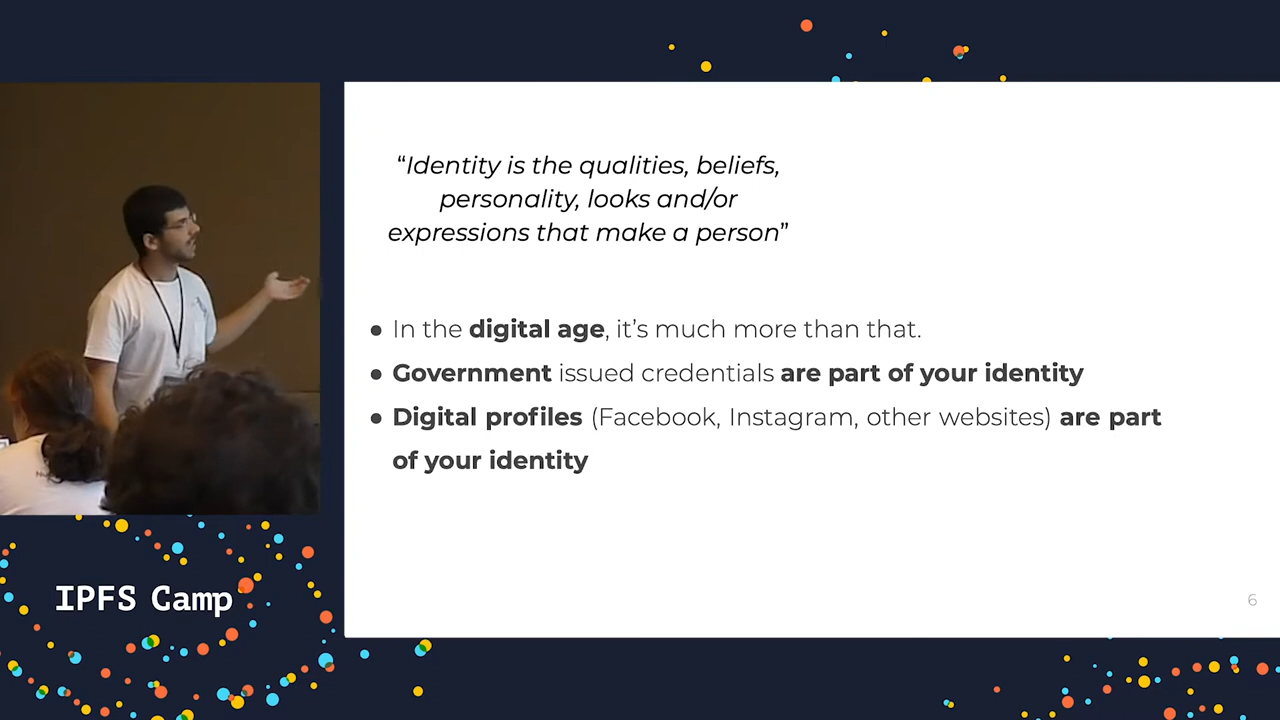 “Identity is the qualities, beliefs,
personality, looks and/or
expressions that make a person”
● In the digital age, it’s much more than that.
● Government issued credentials are part of your identity
● Digital profiles (Facebook, Instagram, other websites) are part
of your identity
6
IPFS Camp